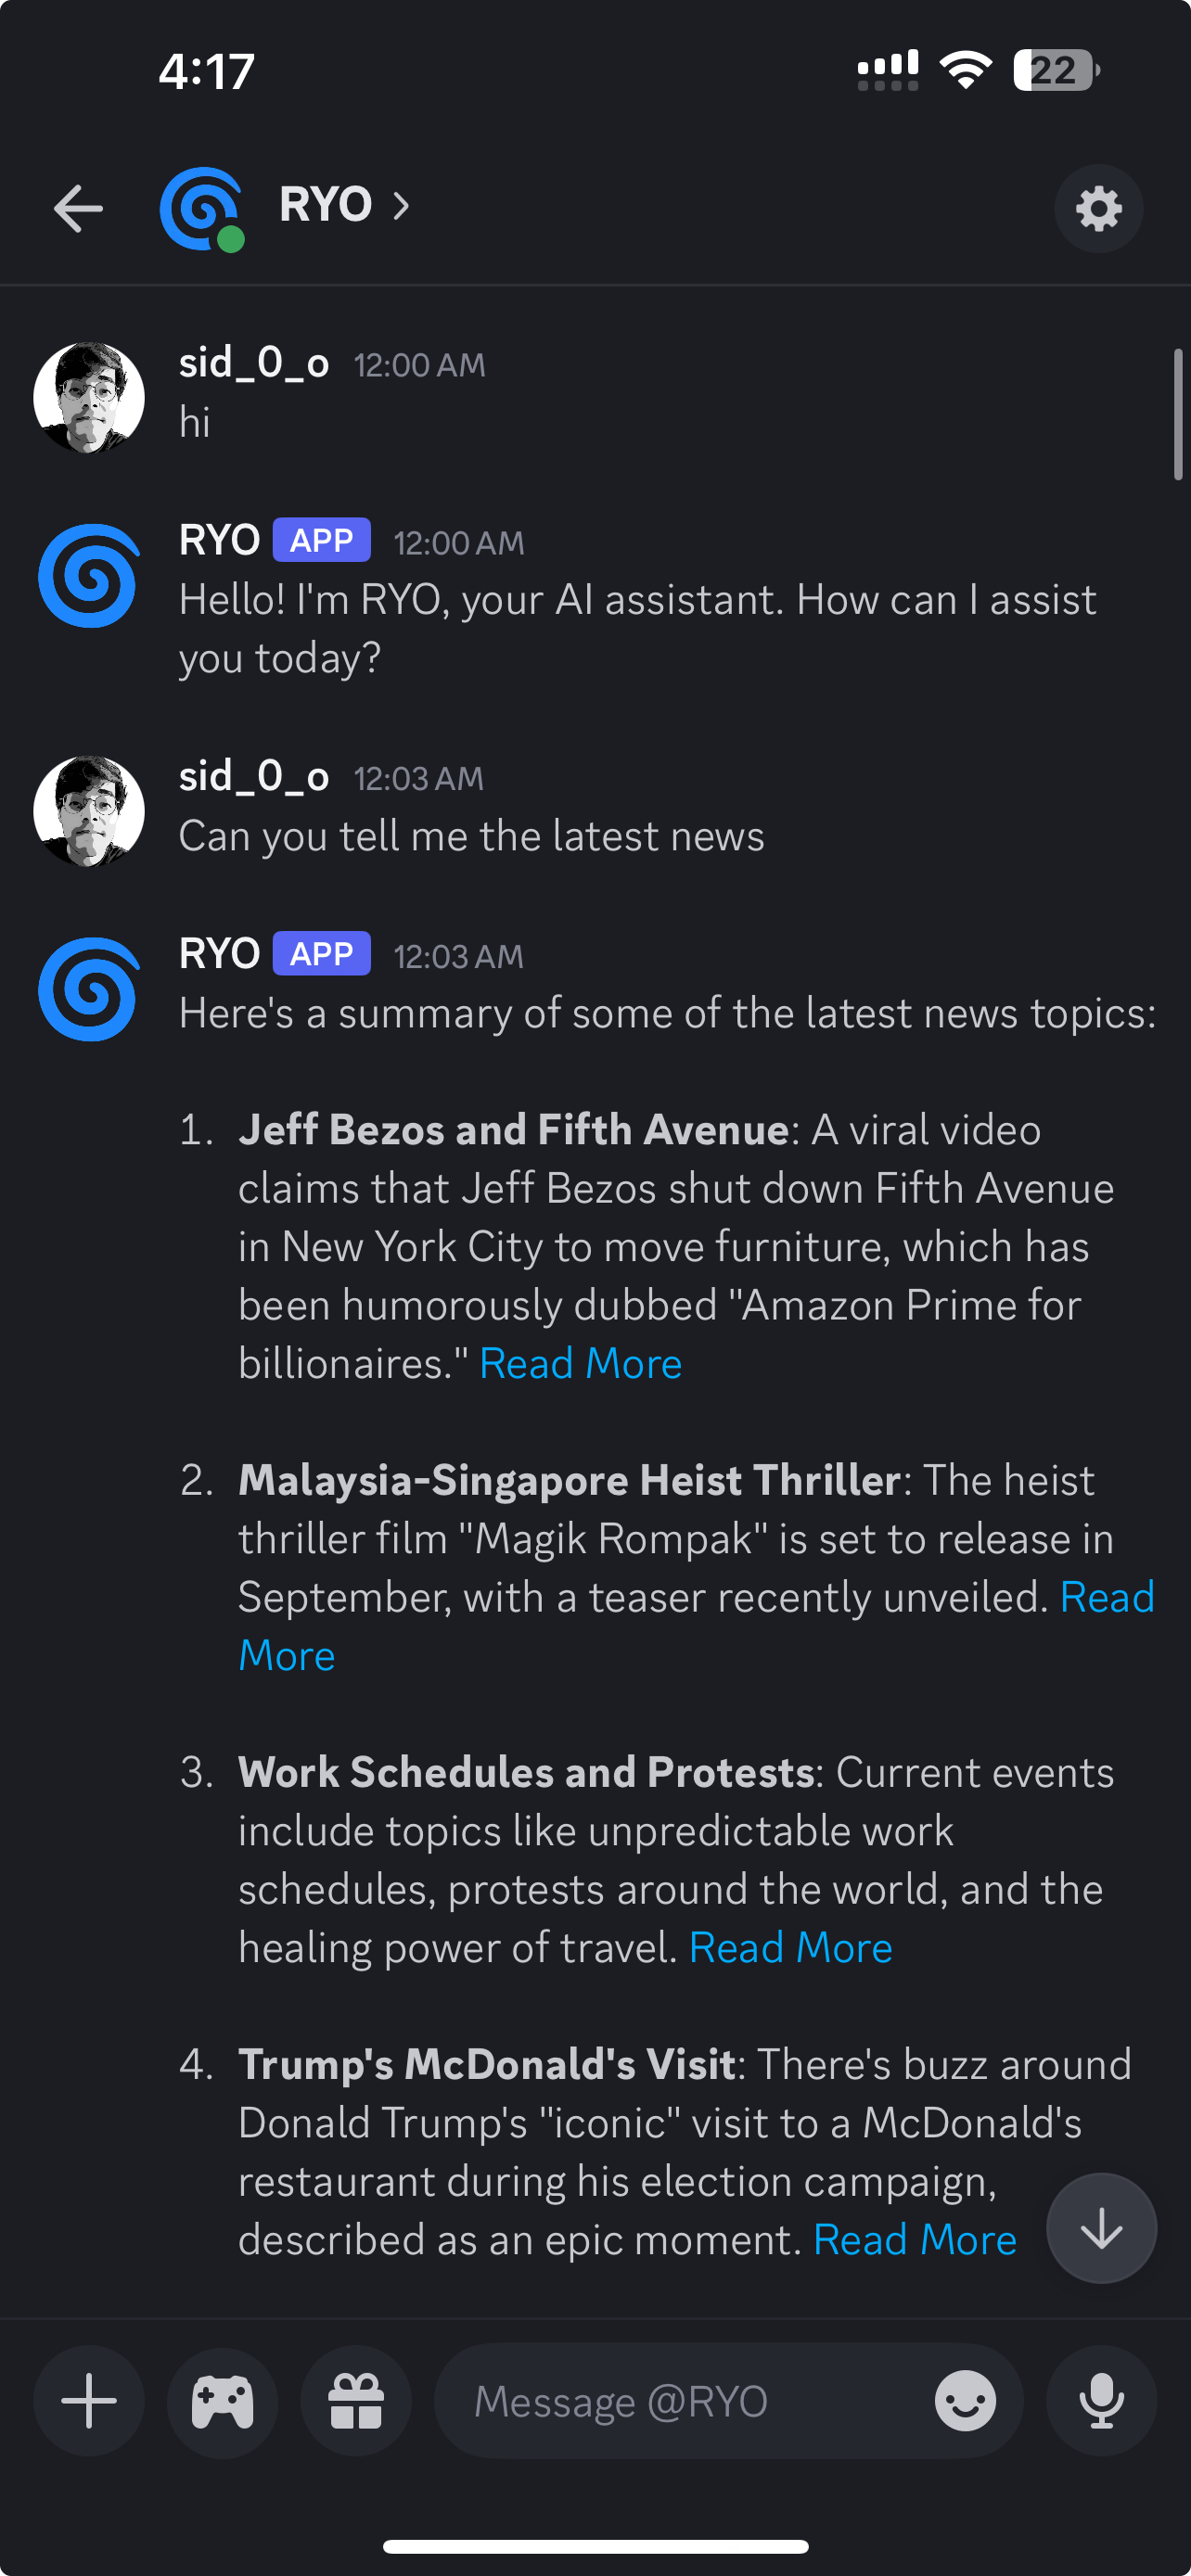 4:17
22
RYO
sid_0_o 12:00 AM
hi
RYO APP 12:00 AM
Hello! I'm RYO, your AI assistant. How can I assist
you today?
sid_0_o 12:03 AM
Can you tell me the latest news
RYO APP 12:03 AM
Here's a summary of some of the latest news topics:
1. Jeff Bezos and Fifth Avenue: A viral video
claims that Jeff Bezos shut down Fifth Avenue
in New York City to move furniture, which has
been humorously dubbed "Amazon Prime for
billionaires." Read More
2. Malaysia-Singapore Heist Thriller: The heist
thriller film "Magik Rompak" is set to release in
September, with a teaser recently unveiled. Read
More
3. Work Schedules and Protests: Current events
include topics like unpredictable work
schedules, protests around the world, and the
healing power of travel. Read More
4. Trump's McDonald's Visit: There's buzz around
Donald Trump's "iconic" visit to a McDonald's
restaurant during his election campaign,
described as an epic moment. Read More
Message @RYO